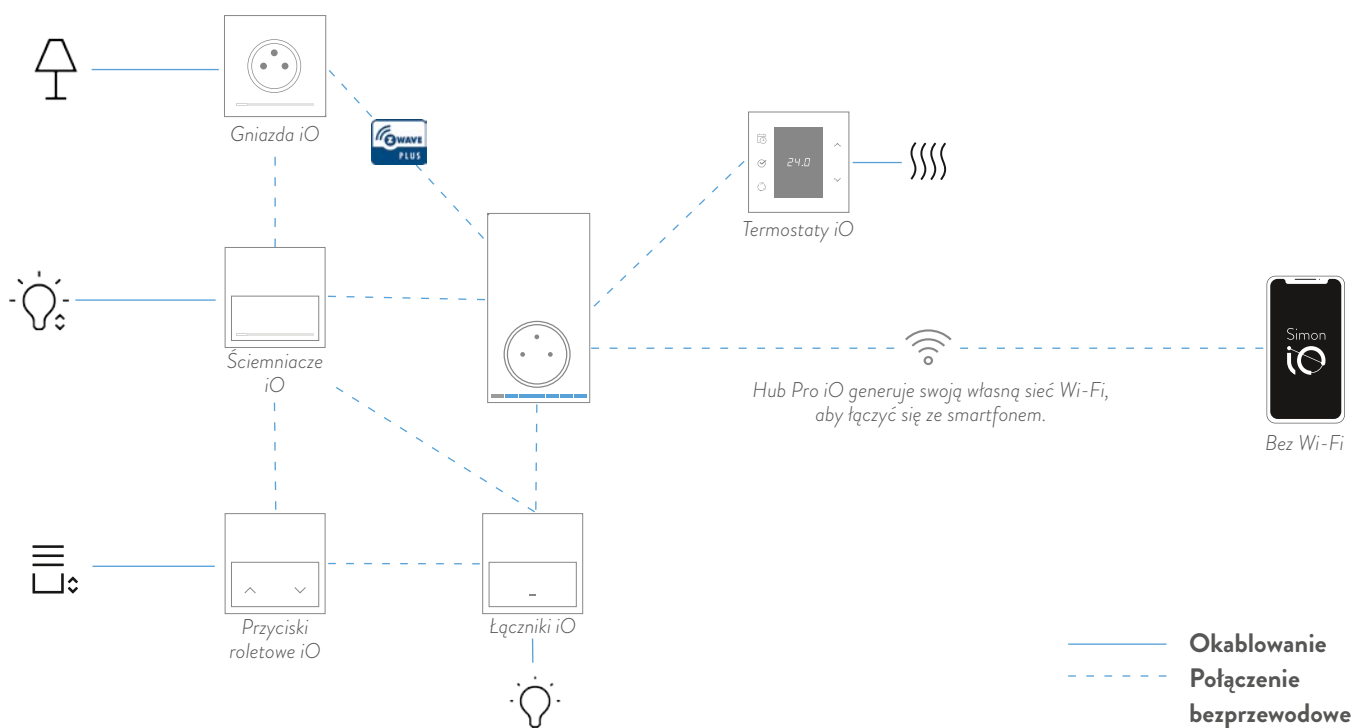 Gniazda iO
Z WAVE
PLUS
24.0
Termostaty iO
Ściemniacze
iO
Simon
iO
Hub Pro iO generuje swoją własną sieć Wi-Fi,
aby łączyć się ze smartfonem.
Bez Wi-Fi
Przyciski
roletowe iO
Łączniki iO
Okablowanie
Połączenie
bezprzewodowe